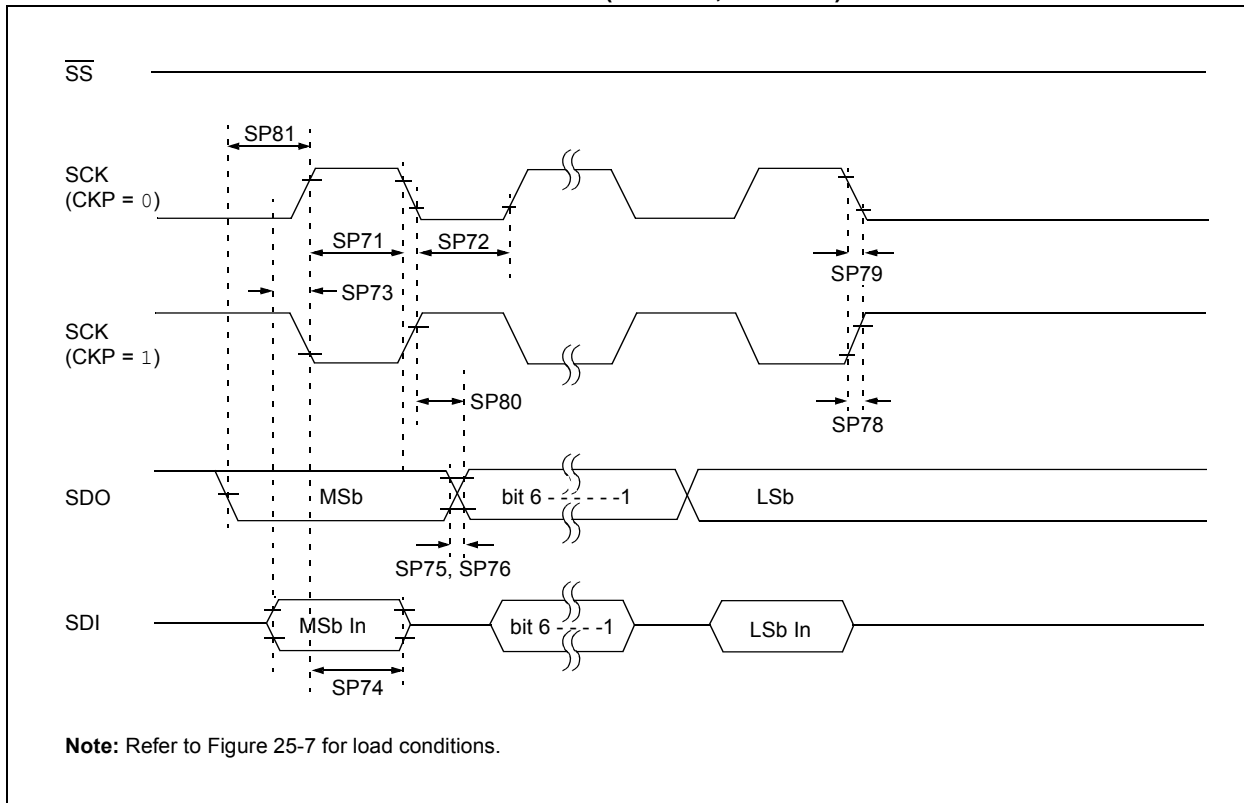 SS
SP81
SCK
(CKP = 0)
SP71
SP72
SP79
SP73
SCK
(CKP = 1)
SP80
SP78
SDO
MSb
bit 6 - - - - - -1
LSb
SP75, SP76
SDI
MSb In
bit 6 - - - -1
LSb In
SP74
Note: Refer to Figure 25-7 for load conditions.